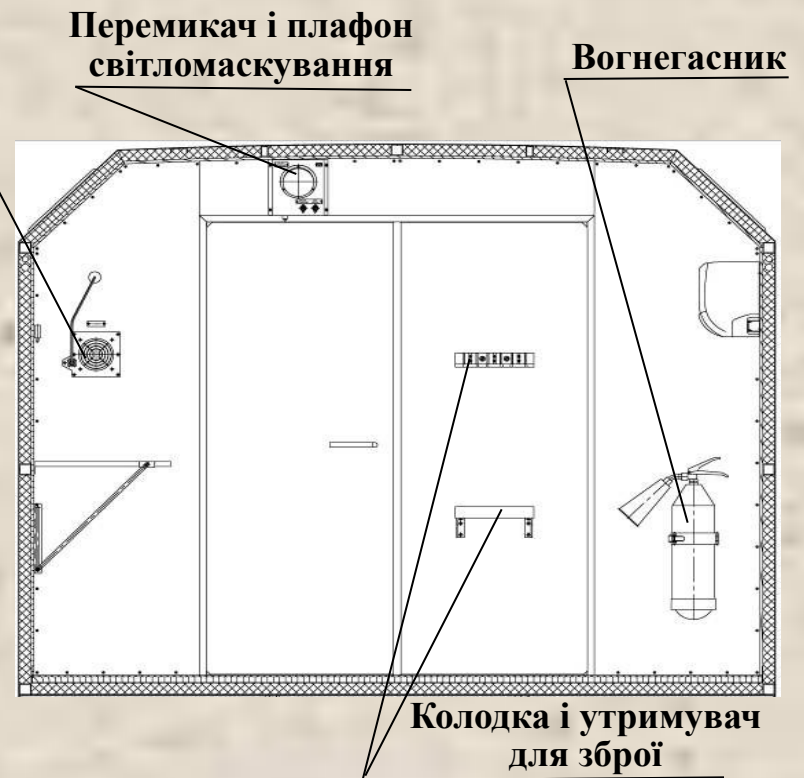 Перемикач і плафон
світломаскування
Вогнегасник
Колодка і утримувач
для зброї